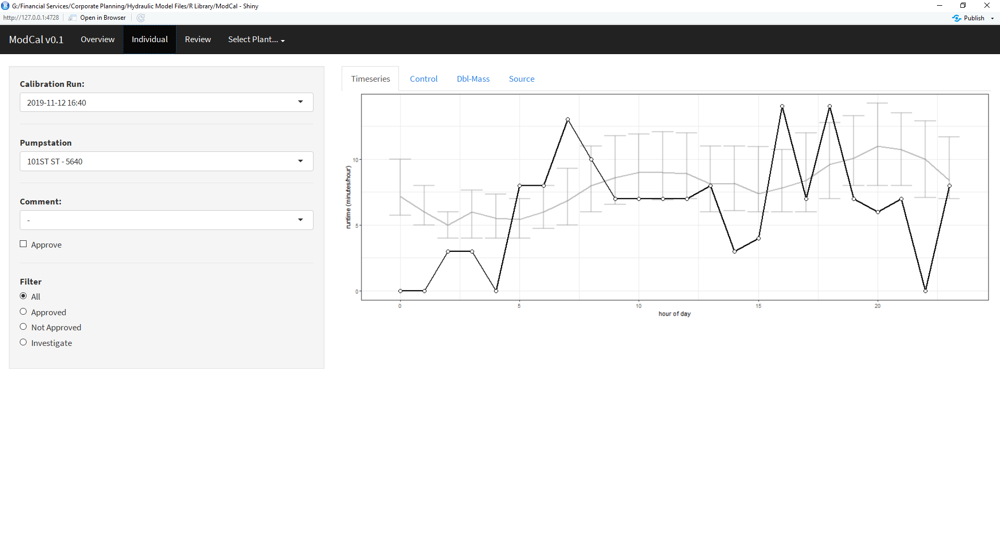 G:/Financial Services/Corporate Planning/Hydraulic Model Files/R Library/ModCal - Shiny
http://127.0.0.1:4728 Open in Browser Publish
ModCal v0.1 Overview Individual Review Select Plant...
Calibration Run:
2019-11-12 16:40
Pumpstation
101ST ST - 5640
Comment:
-
Approve
Filter
All
Approved
Not Approved
Investigate
Timeseries Control Dbl-Mass Source
runtime (minutes/hour)
10
5
0
0 5 10 15 20
hour of day